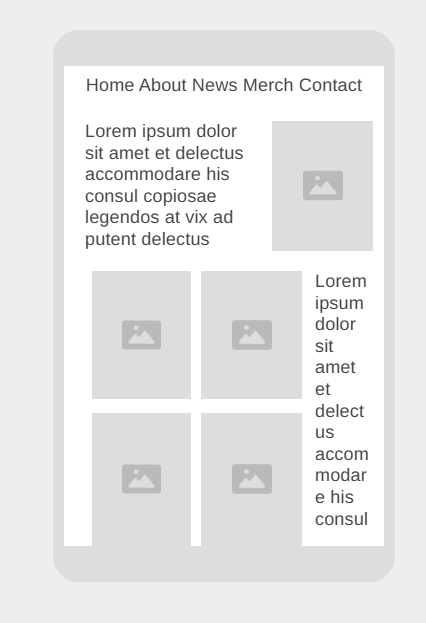 Home About News Merch Contact
Lorem ipsum dolor
sit amet et delectus
accommodare his
consul copiosae
legendos at vix ad
putent delectus
Lorem
ipsum
dolor
sit
amet
et
delect
us
accom
modar
e his
consul